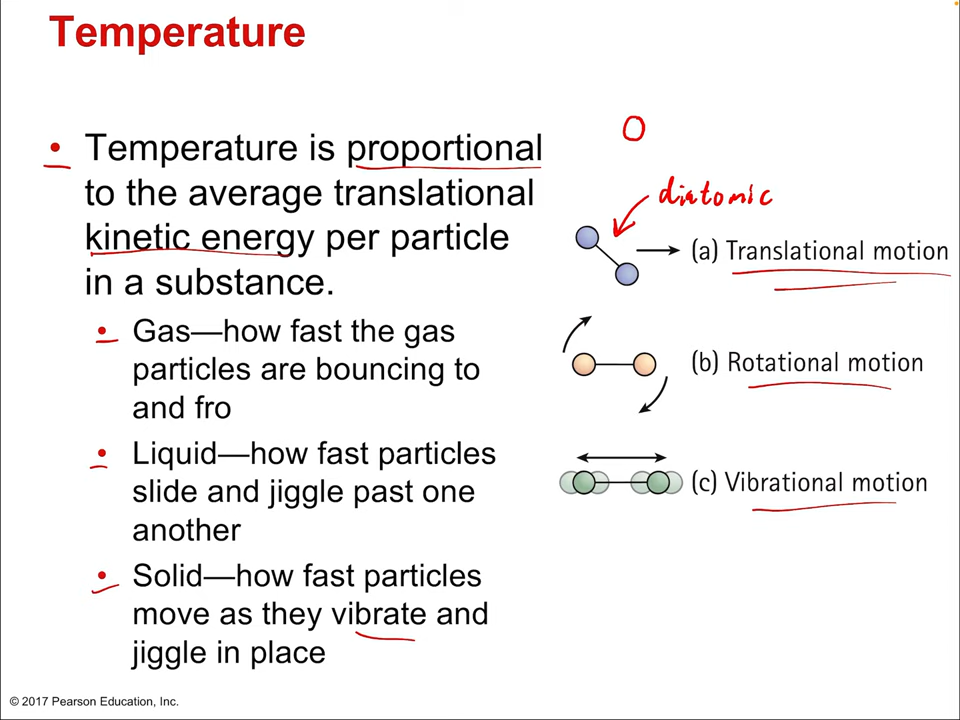 Temperature
• Temperature is proportional
to the average translational
kinetic energy per particle
in a substance.
• Gas—how fast the gas
particles are bouncing to
and fro
• Liquid—how fast particles
slide and jiggle past one
another
• Solid—how fast particles
move as they vibrate and
jiggle in place
O
diatomic
(a) Translational motion
(b) Rotational motion
(c) Vibrational motion
© 2017 Pearson Education, Inc.